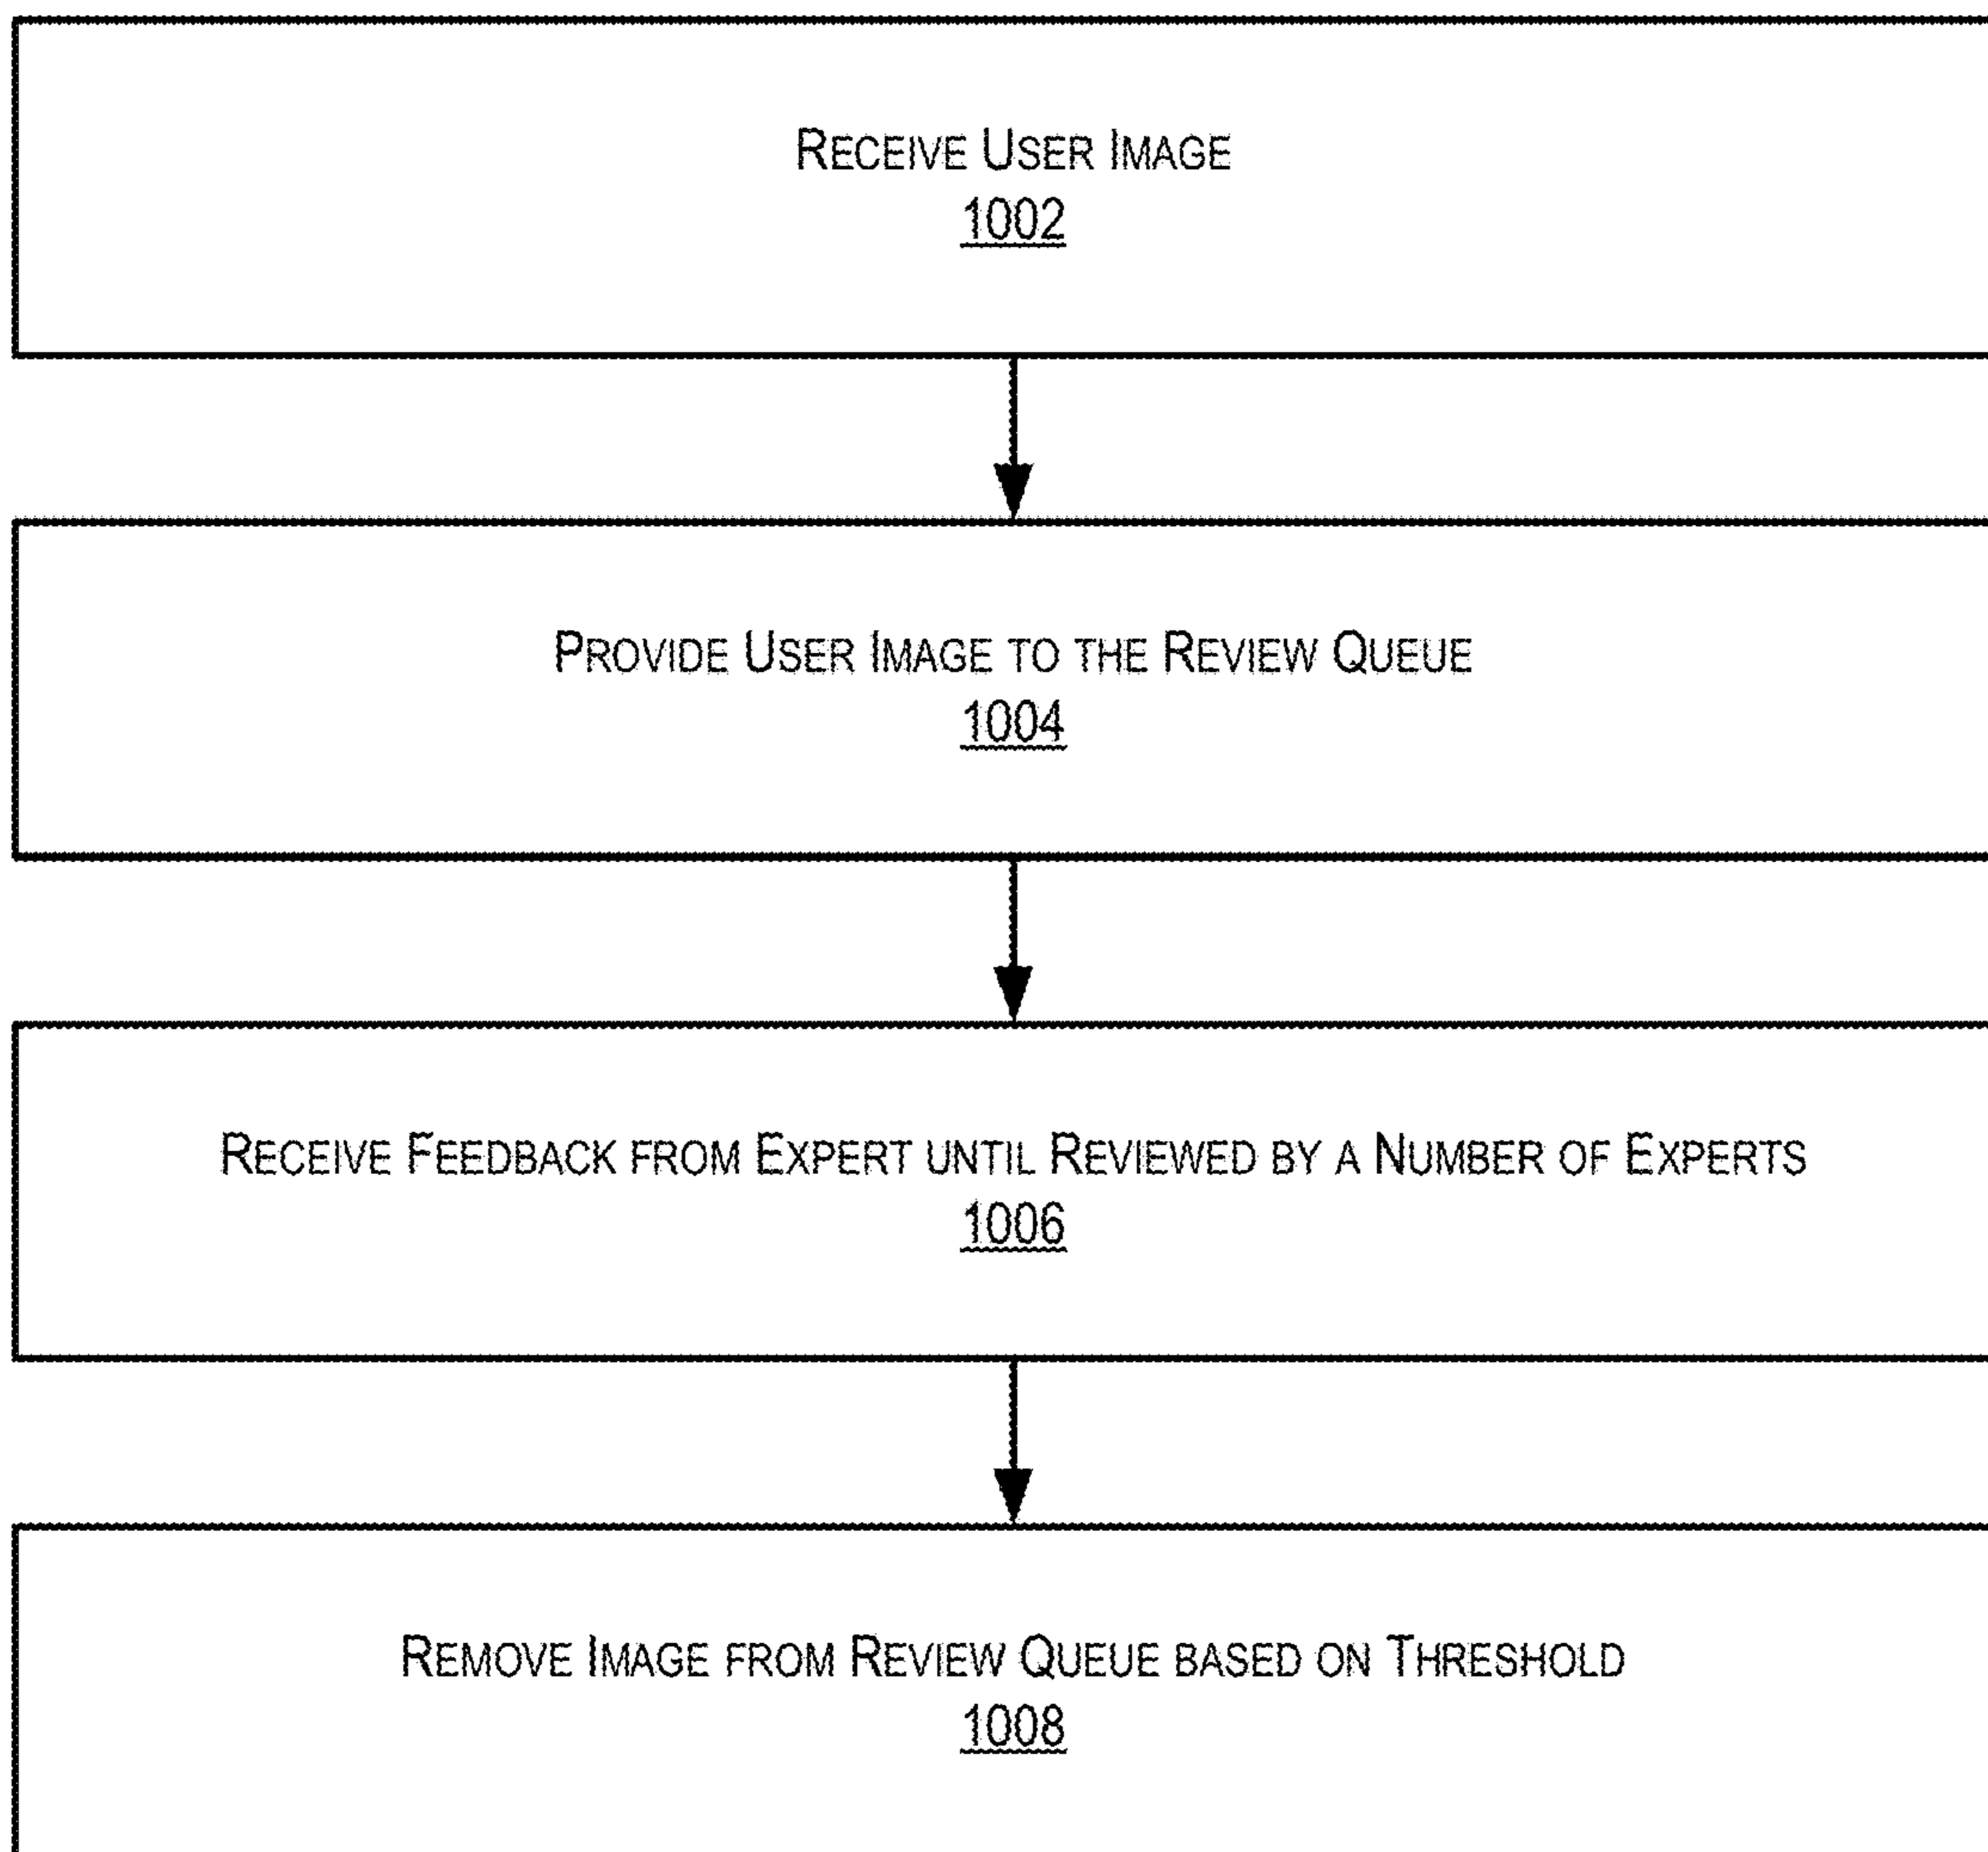 Receive User Image
1002
Provide User Image to the Review Queue
1004
Receive Feedback from Expert until Reviewed by a Number of Experts
1006
Remove Image from Review Queue based on Threshold
1008